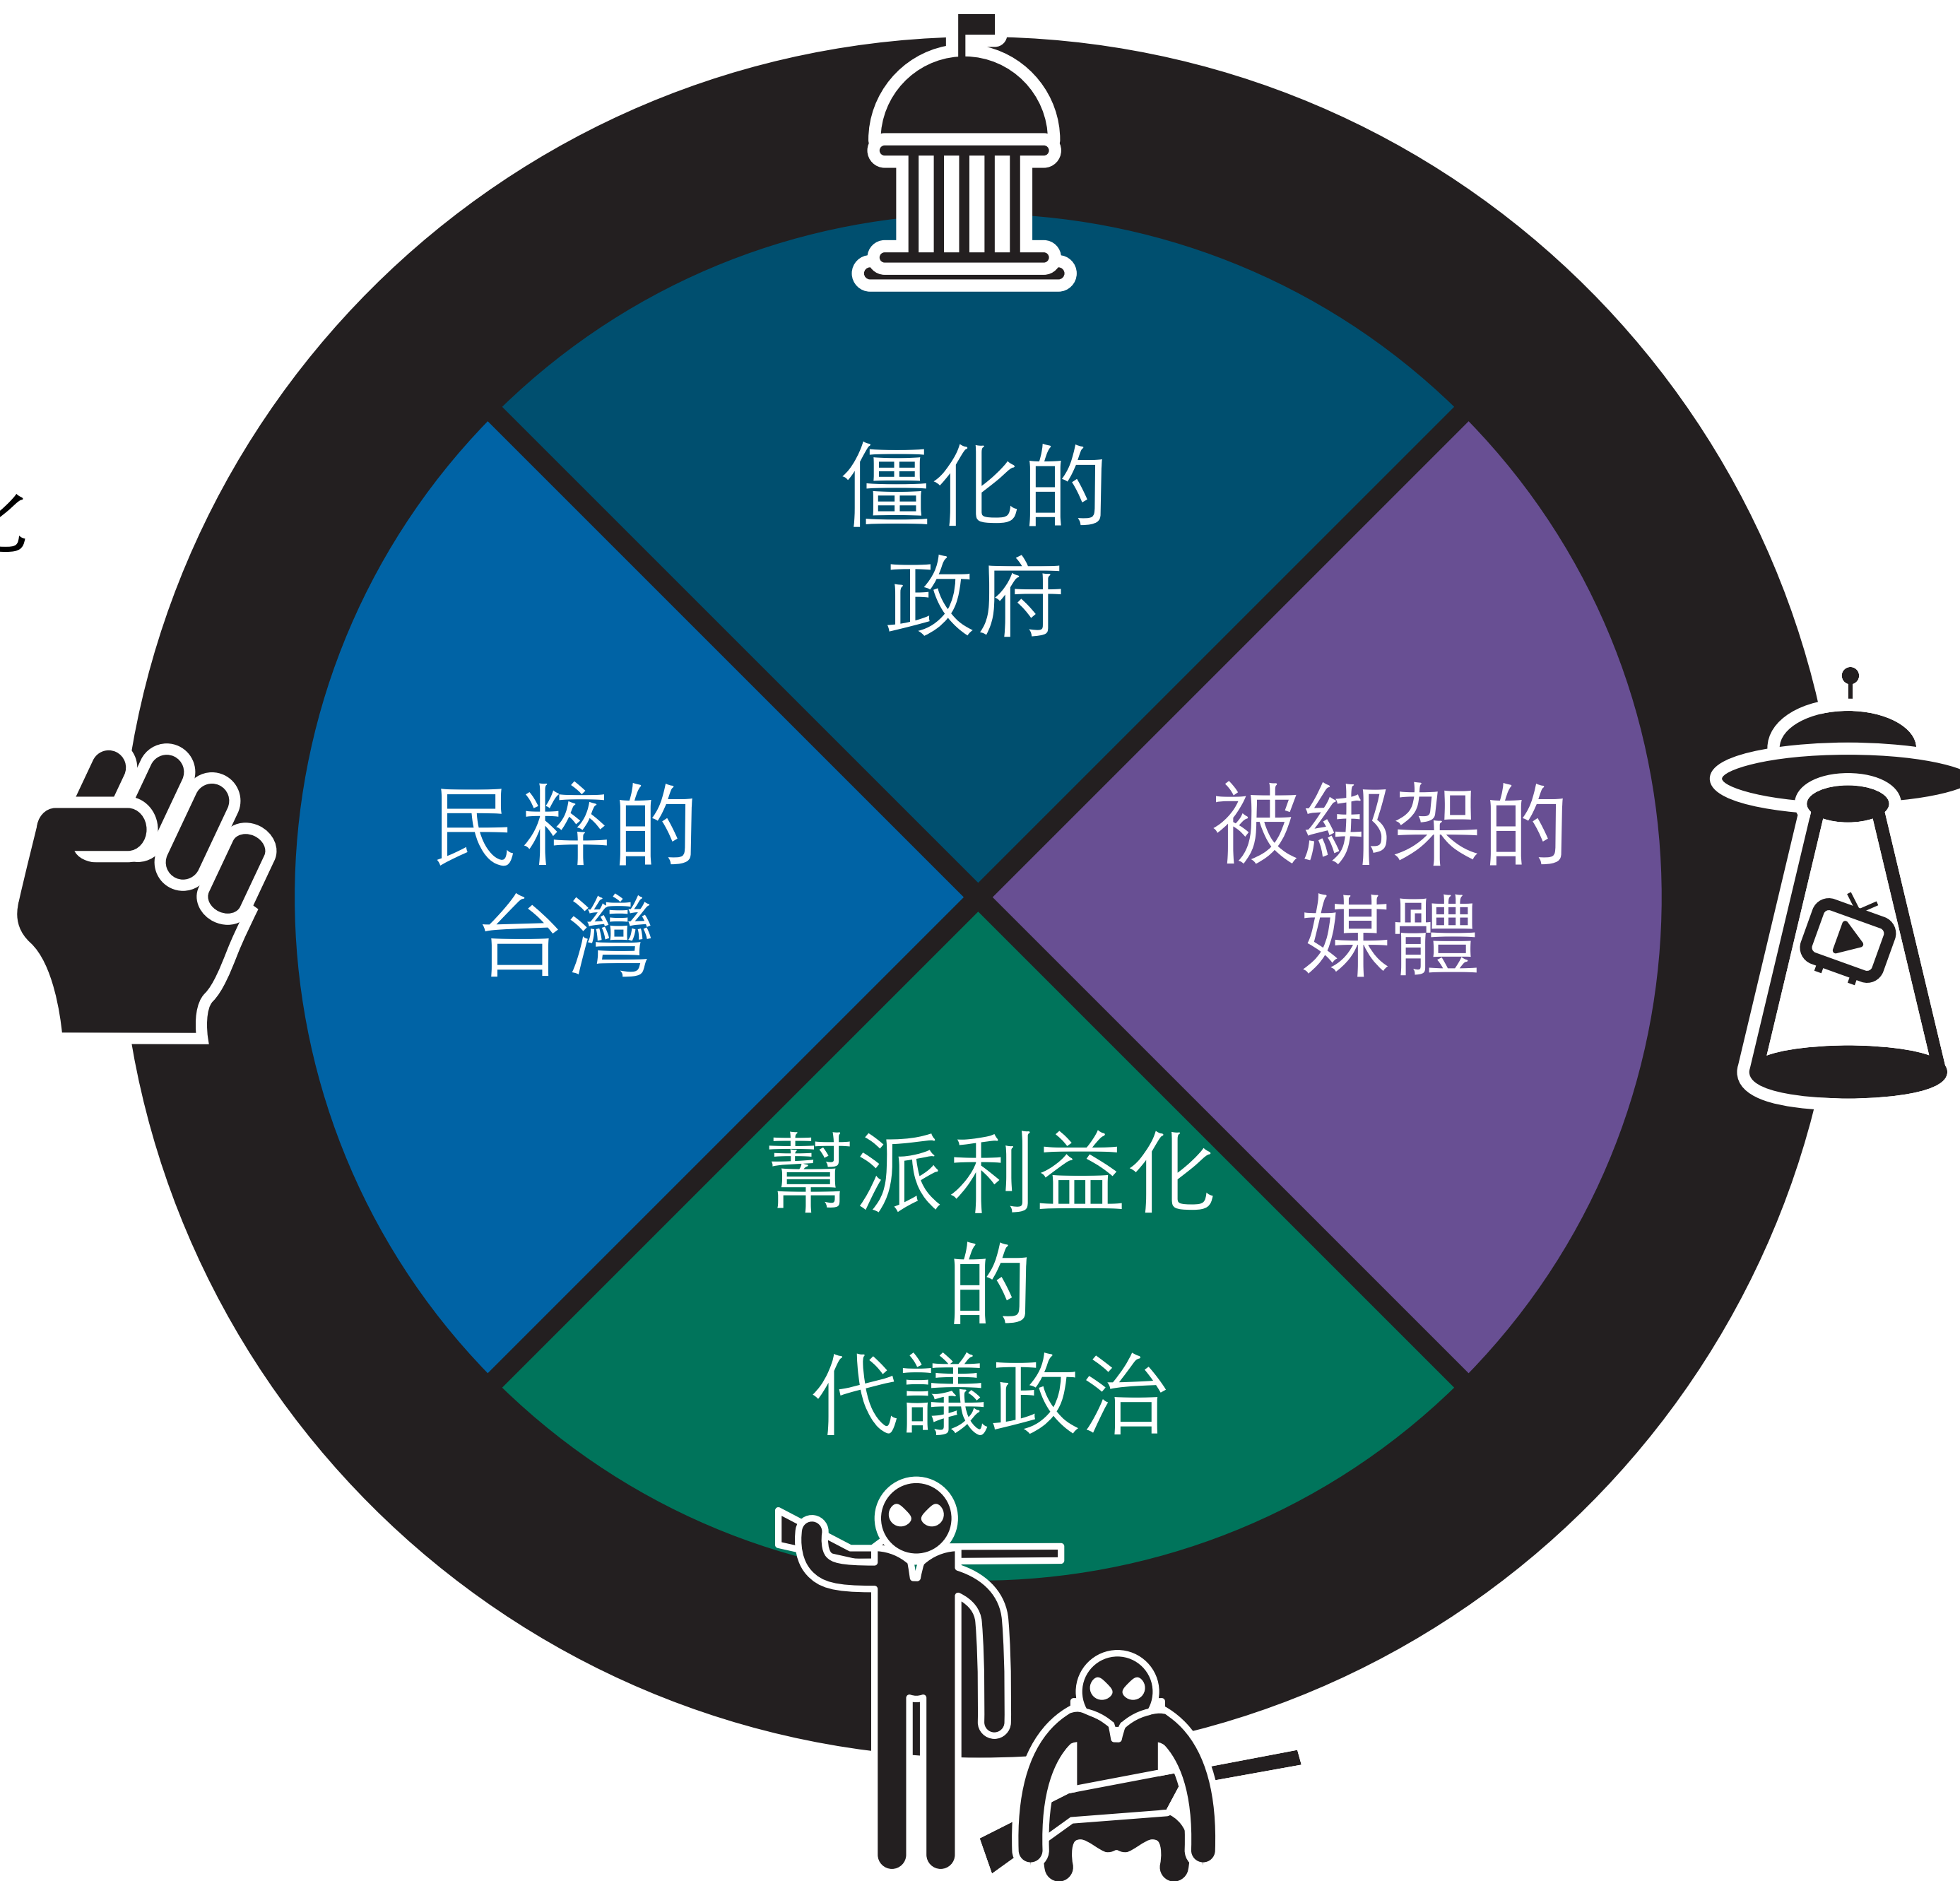 僵化的
政府
民粹的
台灣
被綁架的
媒體
幫派利益化
的
代議政治